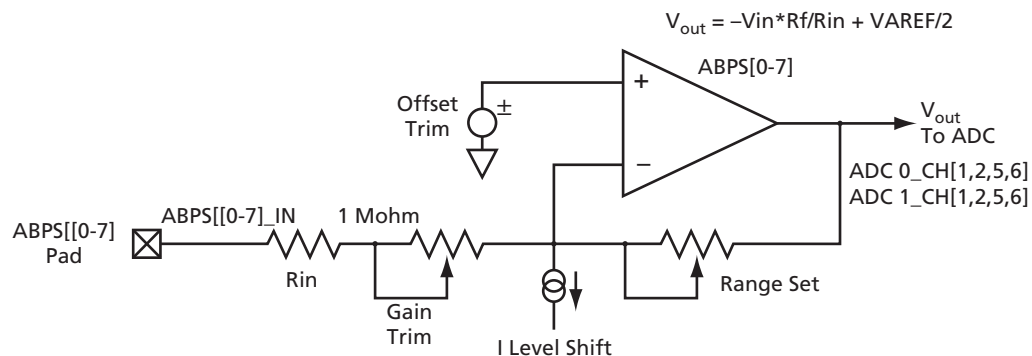 V_out = –Vin*Rf/Rin + VAREF/2
ABPS[0-7]
+
Offset
Trim
±
V_out
To ADC
–
ADC 0_CH[1,2,5,6]
ADC 1_CH[1,2,5,6]
ABPS[[0-7]
Pad
ABPS[[0-7]_IN
1 Mohm
Rin
Gain
Trim
Range Set
I Level Shift